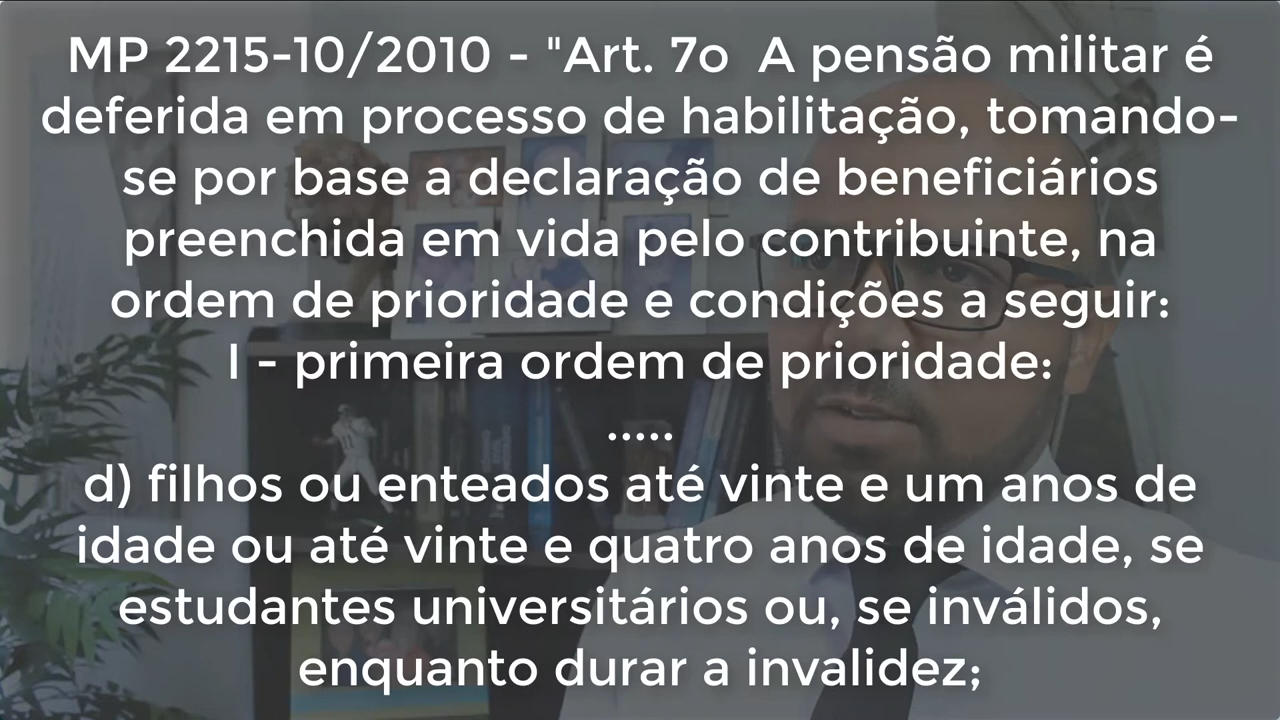 MP 2215-10/2010 - "Art. 7o  A pensão militar é
deferida em processo de habilitação, tomando-
se por base a declaração de beneficiários
preenchida em vida pelo contribuinte, na
ordem de prioridade e condições a seguir:
I - primeira ordem de prioridade:
.....
d) filhos ou enteados até vinte e um anos de
idade ou até vinte e quatro anos de idade, se
estudantes universitários ou, se inválidos,
enquanto durar a invalidez;